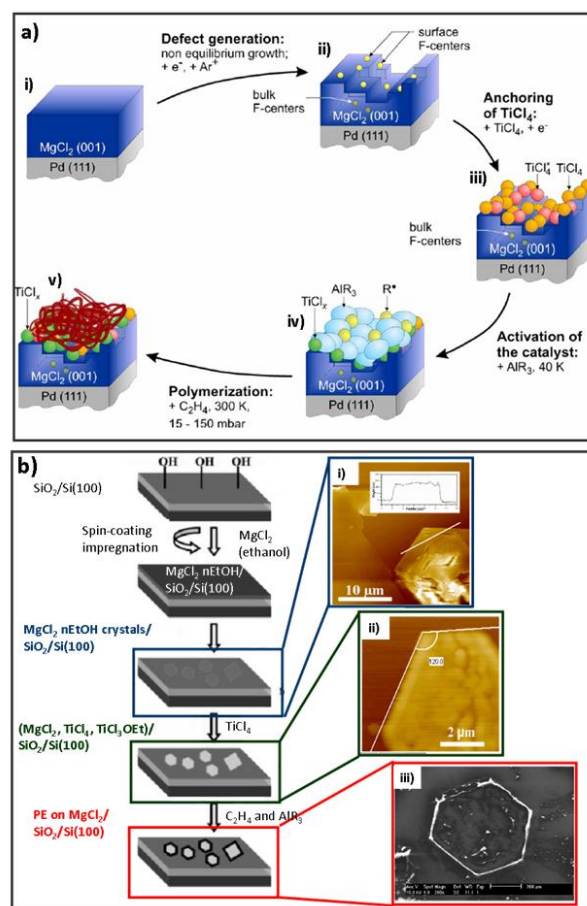 a)
Defect generation:
non equilibrium growth;
+ e-, + Ar+
i)
MgCl2 (001)
Pd (111)
ii)
surface
F-centers
bulk
F-centers
MgCl2 (001)
Pd (111)
Anchoring
of TiCl4:
+ TiCl4, + e-
iii)
TiCl4
bulk
F-centers
MgCl2 (001)
Pd (111)
Activation of
the catalyst:
+ AlR3, 40 K
iv)
TiClx
AlR3
R•
MgCl2 (001)
Pd (111)
Polymerization:
+ C2H4, 300 K,
15 - 150 mbar
v)
TiClx
MgCl2 (001)
Pd (111)
b)
OH OH OH
SiO2/Si(100)
Spin-coating
impregnation
MgCl2
(ethanol)
MgCl2 nEtOH/
SiO2/Si(100)
MgCl2 nEtOH crystals/
SiO2/Si(100)
TiCl4
(MgCl2, TiCl4, TiCl3OEt)/
SiO2/Si(100)
C2H4 and AlR3
PE on MgCl2/
SiO2/Si(100)
i)
10 µm
ii)
120.0
2 µm
iii)